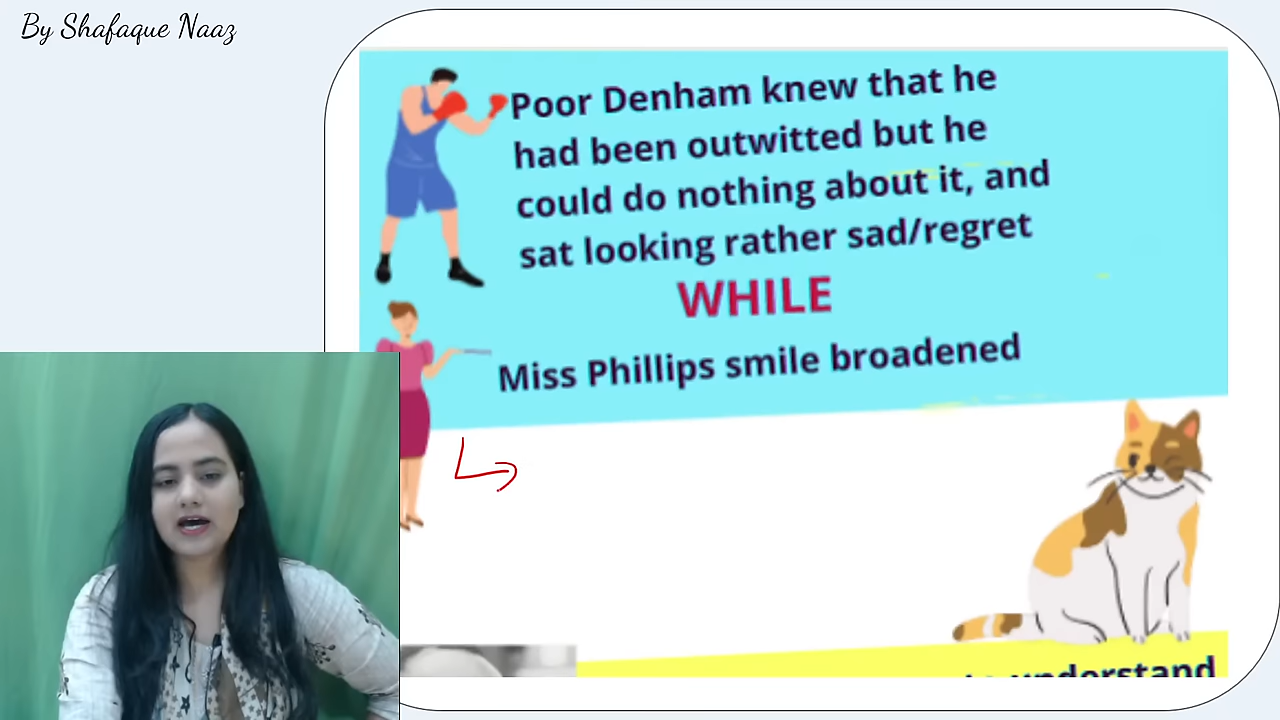 By Shafaque Naaz
Poor Denham knew that he
had been outwitted but he
could do nothing about it, and
sat looking rather sad/regret
WHILE
Miss Phillips smile broadened
understand